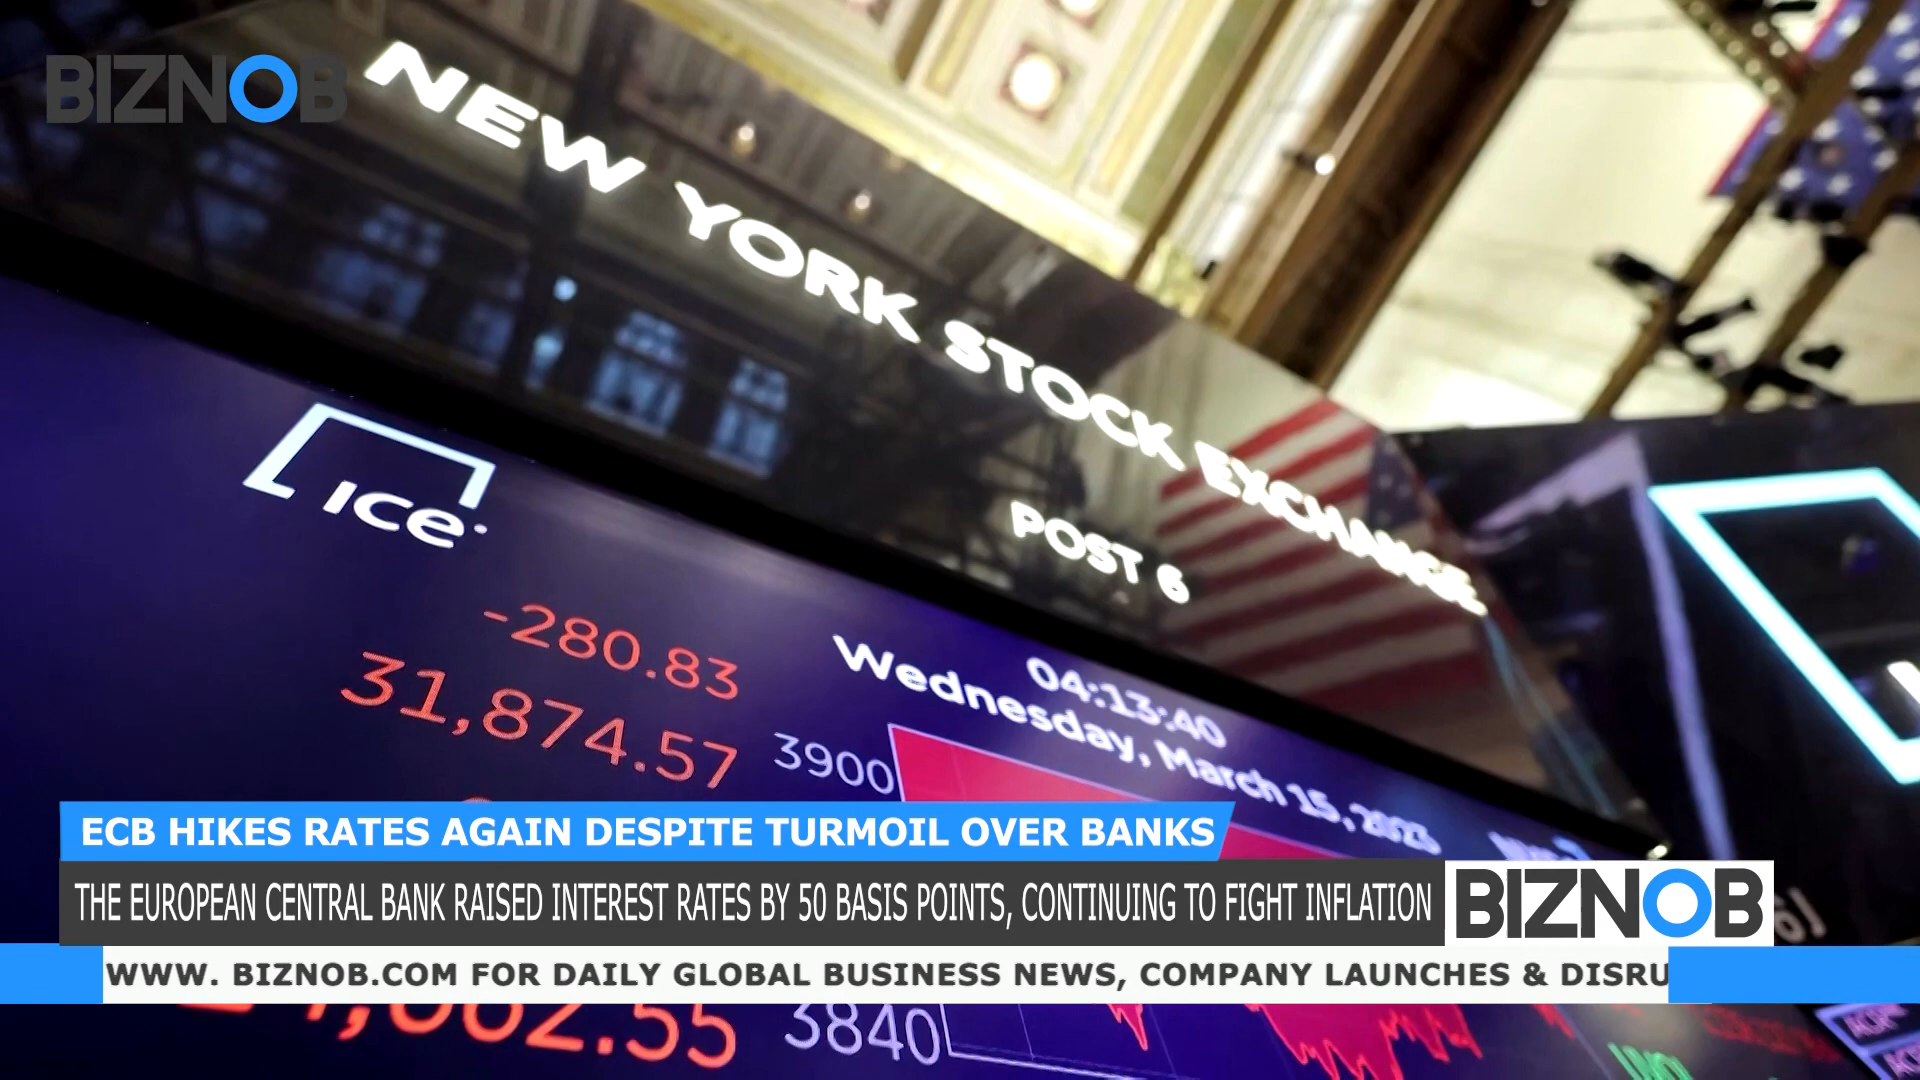 BIZNOB
NEW YORK STOCK EXCHANGE
POST 6
ICE
-280.83
31,874.57
04:13:40
Wednesday, March 15, 2023
3900
ECB HIKES RATES AGAIN DESPITE TURMOIL OVER BANKS
THE EUROPEAN CENTRAL BANK RAISED INTEREST RATES BY 50 BASIS POINTS, CONTINUING TO FIGHT INFLATION
BIZNOB
WWW. BIZNOB.COM FOR DAILY GLOBAL BUSINESS NEWS, COMPANY LAUNCHES & DISRU
3840